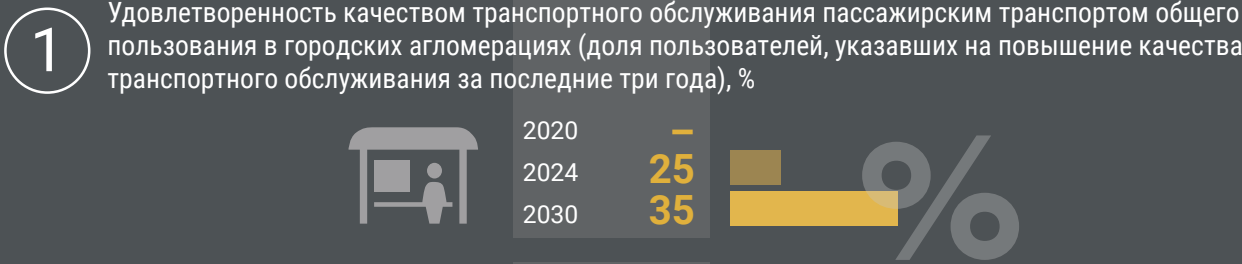 1
Удовлетворенность качеством транспортного обслуживания пассажирским транспортом общего
пользования в городских агломерациях (доля пользователей, указавших на повышение качества
транспортного обслуживания за последние три года), %
2020 –
2024 25
2030 35
%